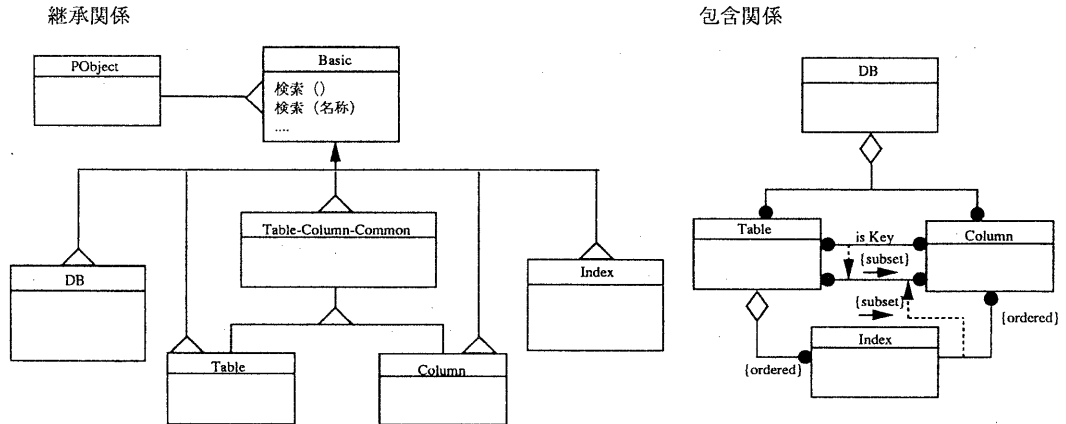 継承関係
PObject
Basic
検索 ()
検索 (名称)
....
Table-Column-Common
DB
Index
Table
Column
包含関係
DB
Table
is Key
Column
{subset}
{subset}
{ordered}
Index
{ordered}